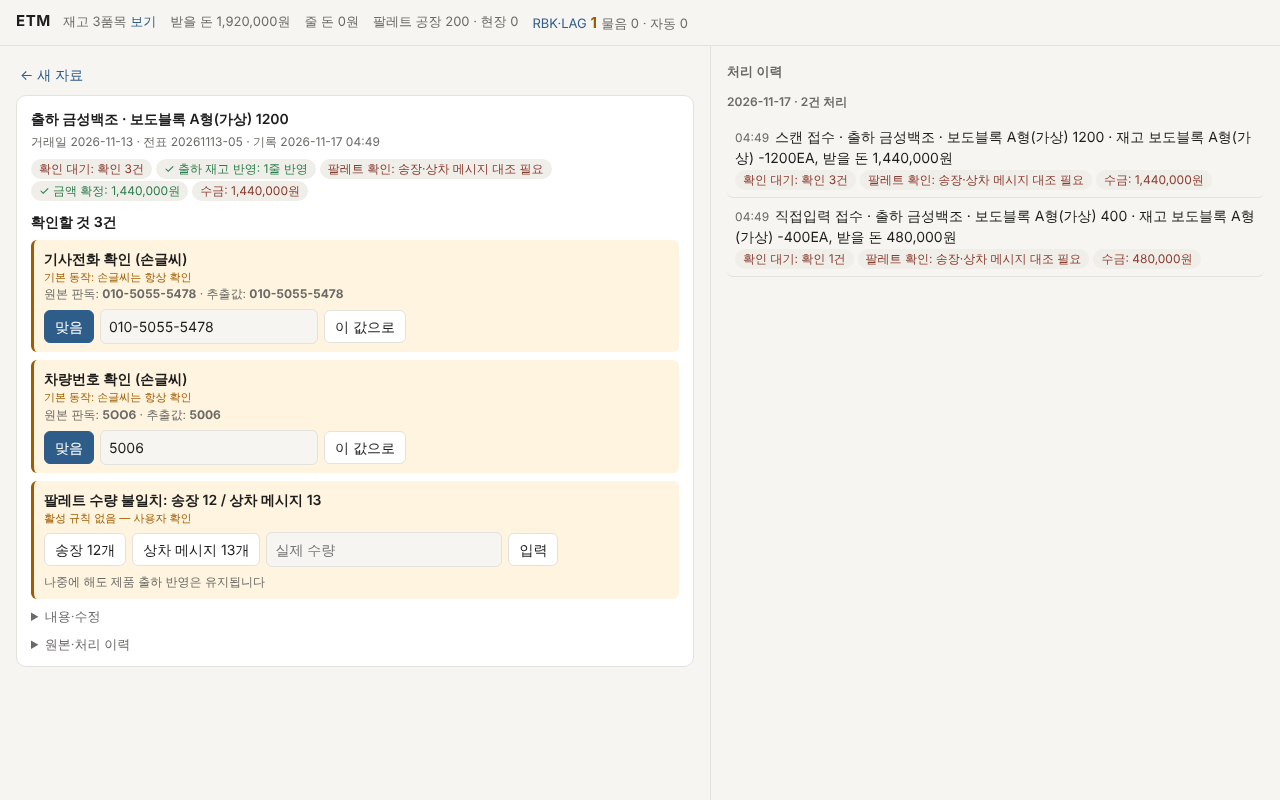 ETM 재고 3품목 보기 받을 돈 1,920,000원 줄 돈 0원 팔레트 공장 200 · 현장 0 RBK·LAG 1 물음 0 · 자동 0
← 새 자료
출하 금성백조 · 보도블록 A형(가상) 1200
거래일 2026-11-13 · 전표 20261113-05 · 기록 2026-11-17 04:49
확인 대기: 확인 3건 ✓ 출하 재고 반영: 1줄 반영 팔레트 확인: 송장·상차 메시지 대조 필요
✓ 금액 확정: 1,440,000원 수금: 1,440,000원
확인할 것 3건
기사전화 확인 (손글씨)
기본 동작: 손글씨는 항상 확인
원본 판독: 010-5055-5478 · 추출값: 010-5055-5478
맞음 010-5055-5478 이 값으로
차량번호 확인 (손글씨)
기본 동작: 손글씨는 항상 확인
원본 판독: 5OO6 · 추출값: 5006
맞음 5006 이 값으로
팔레트 수량 불일치: 송장 12 / 상차 메시지 13
활성 규칙 없음 — 사용자 확인
송장 12개 상차 메시지 13개 실제 수량 입력
나중에 해도 제품 출하 반영은 유지됩니다
▶ 내용·수정
▶ 원본·처리 이력
처리 이력
2026-11-17 · 2건 처리
04:49 스캔 접수 · 출하 금성백조 · 보도블록 A형(가상) 1200 · 재고 보도블록 A형(가
상) -1200EA, 받을 돈 1,440,000원
확인 대기: 확인 3건 팔레트 확인: 송장·상차 메시지 대조 필요 수금: 1,440,000원
04:49 직접입력 접수 · 출하 금성백조 · 보도블록 A형(가상) 400 · 재고 보도블록 A형
(가상) -400EA, 받을 돈 480,000원
확인 대기: 확인 1건 팔레트 확인: 송장·상차 메시지 대조 필요 수금: 480,000원